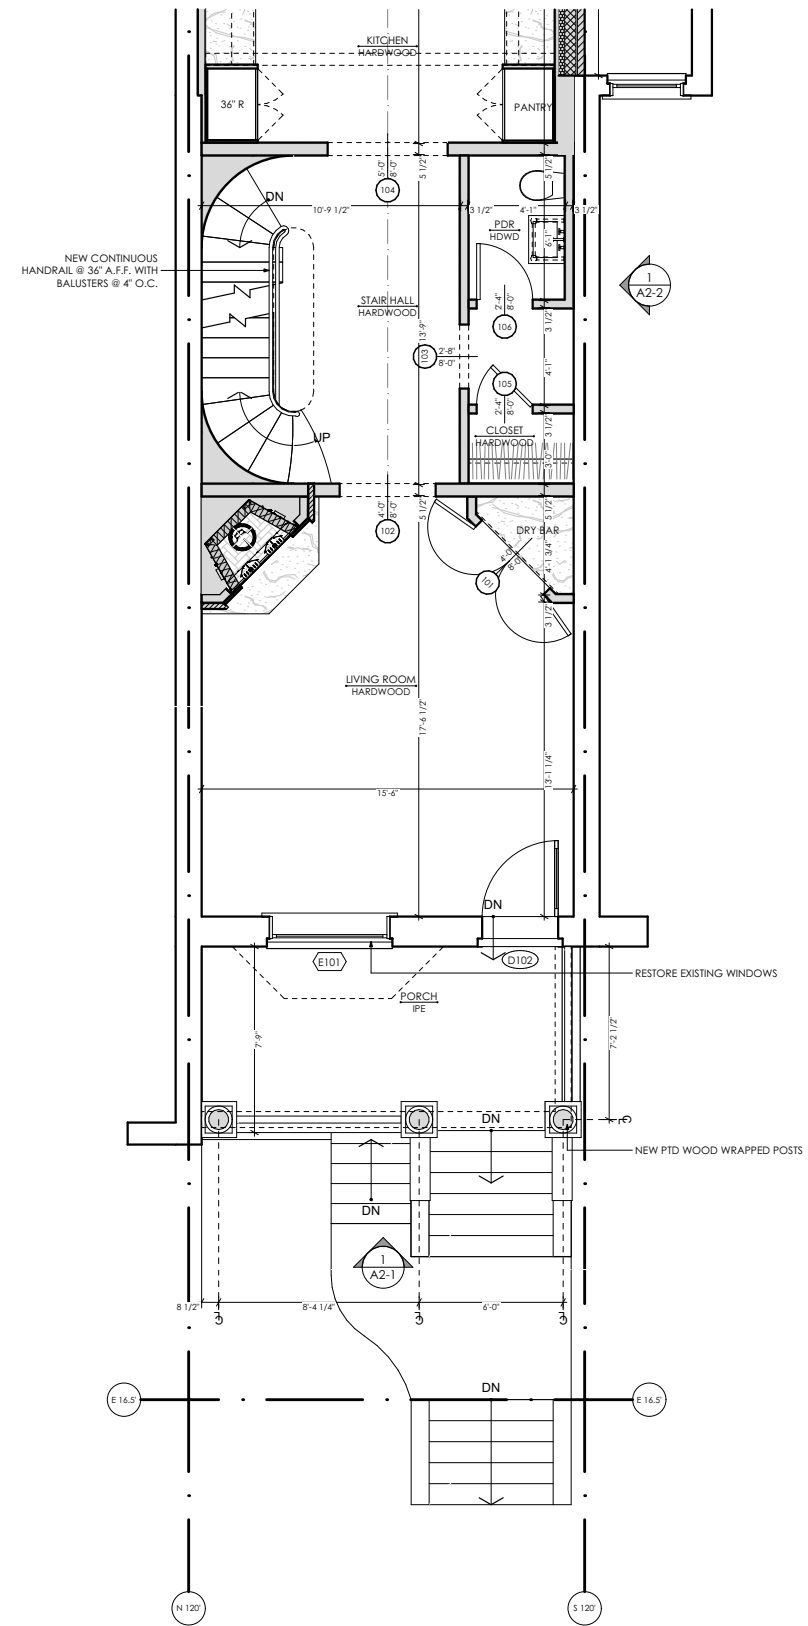 KITCHEN
HARDWOOD
36" R
PANTRY
5'-0"
8'-0"
104
5 1/2"
5 1/2"
DN
10'-9 1/2"
3 1/2"
4'-1"
3 1/2"
PDR
HDWD
6'-1"
NEW CONTINUOUS
HANDRAIL @ 36" A.F.F. WITH
BALUSTERS @ 4" O.C.
1
A2-2
STAIR HALL
HARDWOOD
2'-4"
8'-0"
106
3 1/2"
13'-9"
103
2'-8"
8'-0"
4'-1"
105
2'-4"
8'-0"
UP
CLOSET
HARDWOOD
3 1/2"
3'-0"
4'-0"
8'-0"
102
5 1/2"
5 1/2"
DRY BAR
4'-0"
8'-0"
101
4'-1 3/4"
3 1/2"
LIVING ROOM
HARDWOOD
17'-6 1/2"
13'-1 1/4"
15'-6"
DN
E101
D102
RESTORE EXISTING WINDOWS
PORCH
IPE
7'-9"
7'-2 1/2"
DN
NEW PTD WOOD WRAPPED POSTS
DN
1
A2-1
8 1/2"
8'-4 1/4"
6'-0"
DN
E 16.5'
E 16.5'
N 120'
S 120'